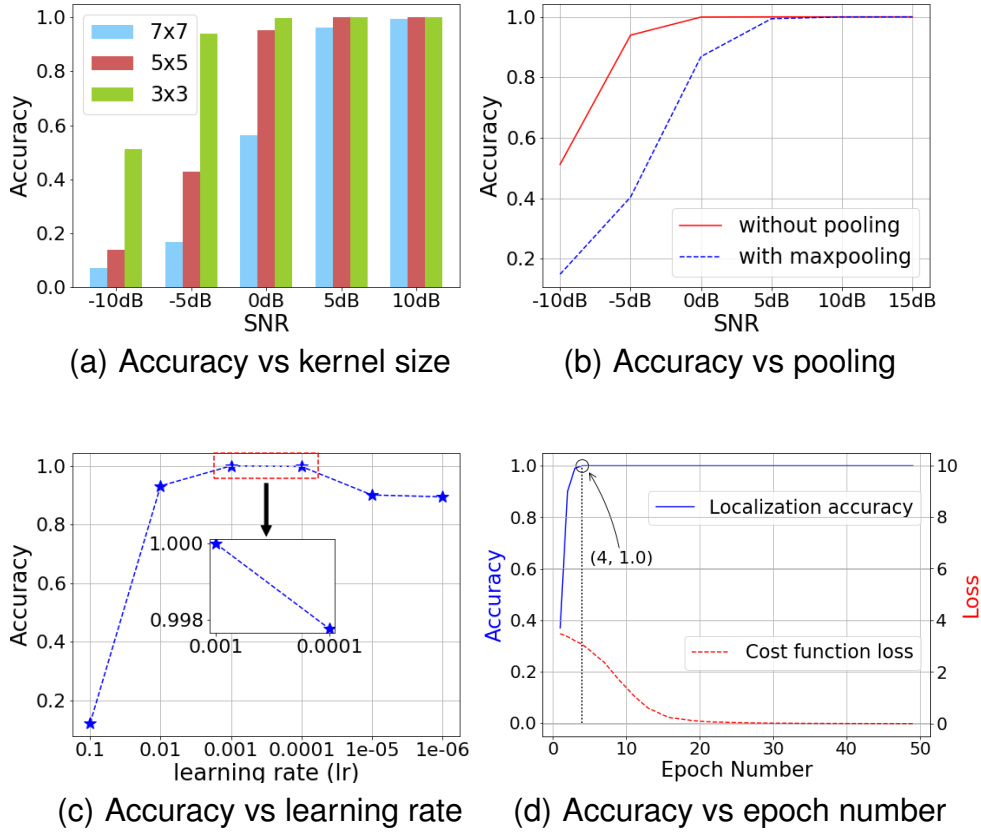 1.0
0.8
0.6
0.4
0.2
0.0
Accuracy
7x7
5x5
3x3
-10dB -5dB 0dB 5dB 10dB
SNR
(a) Accuracy vs kernel size
1.0
0.8
0.6
0.4
0.2
Accuracy
without pooling
with maxpooling
-10dB -5dB 0dB 5dB 10dB 15dB
SNR
(b) Accuracy vs pooling
1.0
0.8
0.6
0.4
0.2
Accuracy
1.000
0.998
0.001 0.0001
0.1 0.01 0.001 0.0001 1e-05 1e-06
learning rate (lr)
(c) Accuracy vs learning rate
1.0
0.8
0.6
0.4
0.2
0.0
Accuracy
Localization accuracy
(4, 1.0)
Cost function loss
10
8
6
4
2
0
Loss
0 10 20 30 40 50
Epoch Number
(d) Accuracy vs epoch number